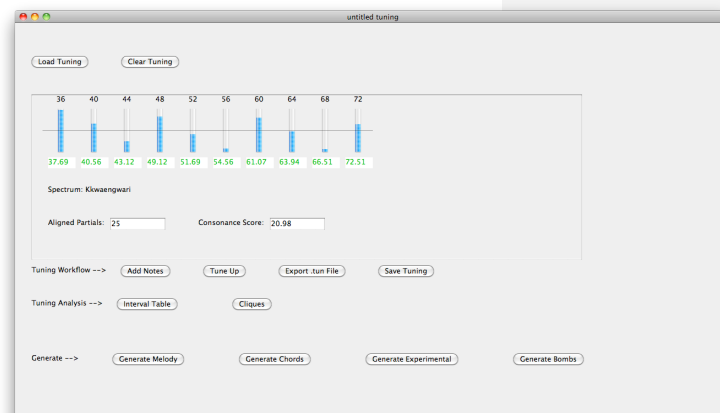 untitled tuning
Load Tuning Clear Tuning
36 40 44 48 52 56 60 64 68 72
37.69 40.56 43.12 49.12 51.69 54.56 61.07 63.94 66.51 72.51
Spectrum: Kkwaengwari
Aligned Partials: 25 Consonance Score: 20.98
Tuning Workflow --> Add Notes Tune Up Export .tun File Save Tuning
Tuning Analysis --> Interval Table Cliques
Generate --> Generate Melody Generate Chords Generate Experimental Generate Bombs